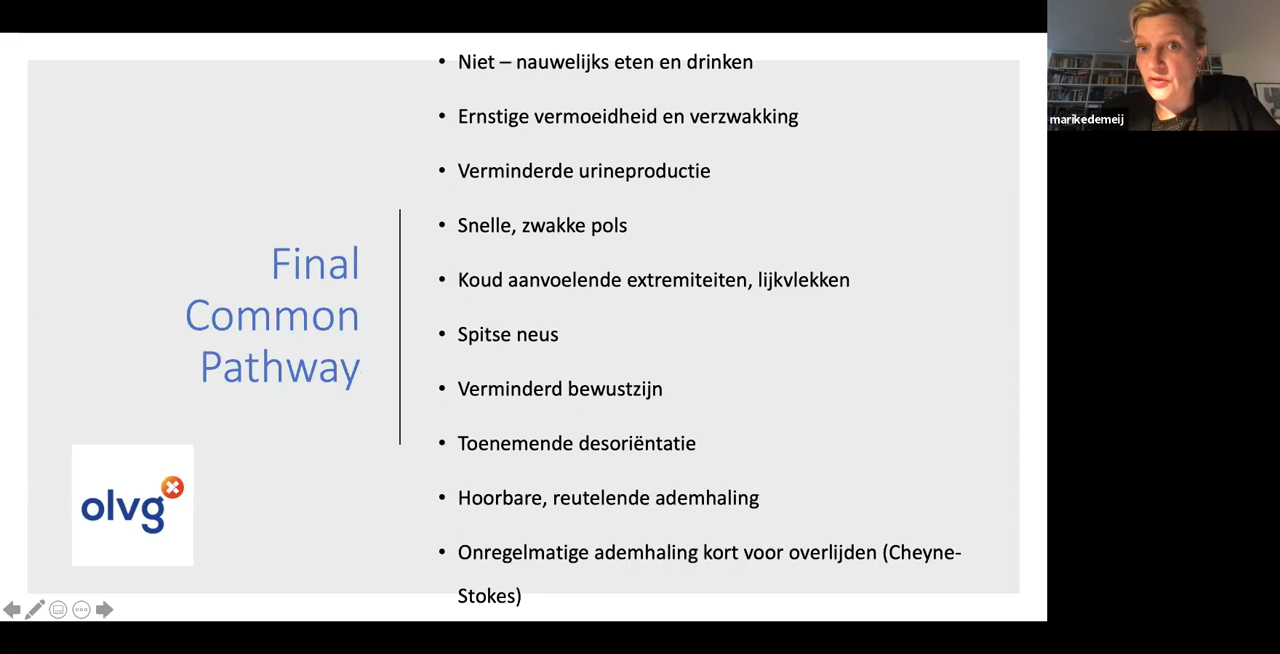 Niet – nauwelijks eten en drinken
Ernstige vermoeidheid en verzwakking
Verminderde urineproductie
Snelle, zwakke pols
Koud aanvoelende extremiteiten, lijkvlekken
Spitse neus
Verminderd bewustzijn
Toenemende desoriëntatie
Hoorbare, reutelende ademhaling
Onregelmatige ademhaling kort voor overlijden (Cheyne-
Stokes)
Final
Common
Pathway
olvg
marikedemeij